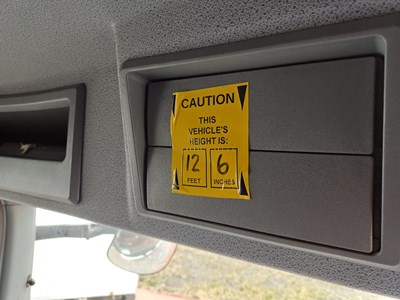 CAUTION
THIS
VEHICLE'S
HEIGHT IS:
12 6
FEET INCHES